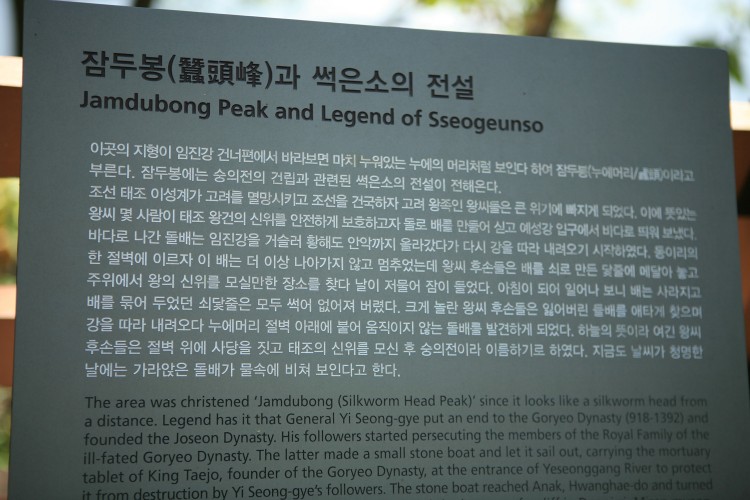 잠두봉(蠶頭峰)과 썩은소의 전설
Jamdubong Peak and Legend of Sseogeunso
이곳의 지형이 임진강 건너편에서 바라보면 마치 누워있는 누에의 머리처럼 보인다 하여 잠두봉(누에머리/蠶頭)이라고
부른다. 잠두봉에는 숭의전의 건립과 관련된 썩은소의 전설이 전해온다.
조선 태조 이성계가 고려를 멸망시키고 조선을 건국하자 고려 왕족인 왕씨들은 큰 위기에 빠지게 되었다. 이에 뜻있는
왕씨 몇 사람이 태조 왕건의 신위를 안전하게 보호하고자 돌로 배를 만들어 싣고 예성강 입구에서 바다로 띄워 보냈다.
바다로 나간 돌배는 임진강을 거슬러 황해도 안악까지 올라갔다가 다시 강을 따라 내려오기 시작하였다. 동이리의
한 절벽에 이르자 이 배는 더 이상 나아가지 않고 멈추었는데 왕씨 후손들은 배를 쇠로 만든 닻줄에 메달아 놓고
주위에서 왕의 신위를 모실만한 장소를 찾다 날이 저물어 잠이 들었다. 아침이 되어 일어나 보니 배는 사라지고
배를 묶어 두었던 쇠닻줄은 모두 썩어 없어져 버렸다. 크게 놀란 왕씨 후손들은 잃어버린 돌배를 애타게 찾으며
강을 따라 내려오다 누에머리 절벽 아래에 붙어 움직이지 않는 돌배를 발견하게 되었다. 하늘의 뜻이라 여긴 왕씨
후손들은 절벽 위에 사당을 짓고 태조의 신위를 모신 후 숭의전이라 이름하기로 하였다. 지금도 날씨가 청명한
날에는 가라앉은 돌배가 물속에 비쳐 보인다고 한다.
The area was christened 'Jamdubong (Silkworm Head Peak)' since it looks like a silkworm head from
a distance. Legend has it that General Yi Seong-gye put an end to the Goryeo Dynasty (918-1392) and
founded the Joseon Dynasty. His followers started persecuting the members of the Royal Family of the
ill-fated Goryeo Dynasty. The latter made a small stone boat and let it sail out, carrying the mortuary
tablet of King Taejo, founder of the Goryeo Dynasty, at the entrance of Yeseonggang River to protect
it from destruction by Yi Seong-gye's followers. The stone boat reached Anak, Hwanghae-do and turned